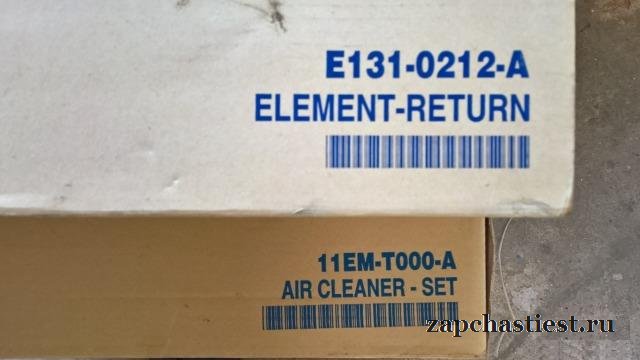 E131-0212-A
ELEMENT-RETURN
11EM-T000-A
AIR CLEANER - SET
zapchastiest.ru